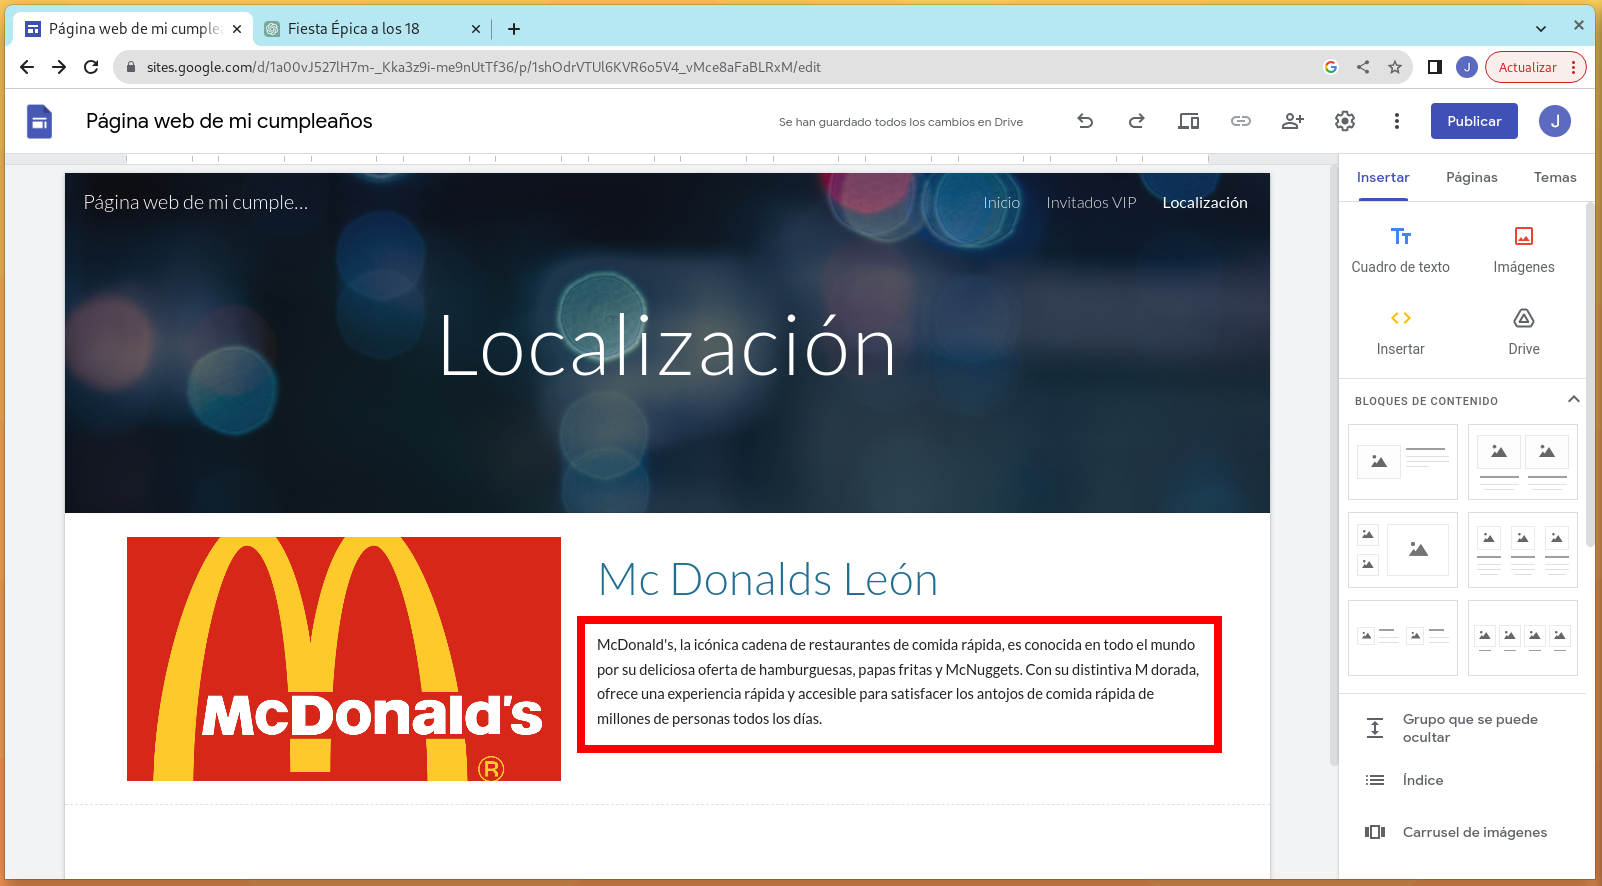 Página web de mi cumplea
Fiesta Épica a los 18
sites.google.com/d/1a00vJ527lH7m-_Kka3z9i-me9nUtTf36/p/1shOdrVTUl6KVR6o5V4_vMce8aFaBLRxM/edit
J
Actualizar
Página web de mi cumpleaños
Se han guardado todos los cambios en Drive
Publicar
J
Insertar
Páginas
Temas
Página web de mi cumple...
Inicio
Invitados VIP
Localización
Localización
Mc Donalds León
McDonald's, la icónica cadena de restaurantes de comida rápida, es conocida en todo el mundo
por su deliciosa oferta de hamburguesas, papas fritas y McNuggets. Con su distintiva M dorada,
ofrece una experiencia rápida y accesible para satisfacer los antojos de comida rápida de
millones de personas todos los días.
McDonald's
®
Cuadro de texto
Imágenes
Insertar
Drive
BLOQUES DE CONTENIDO
Grupo que se puede
ocultar
Índice
Carrusel de imágenes